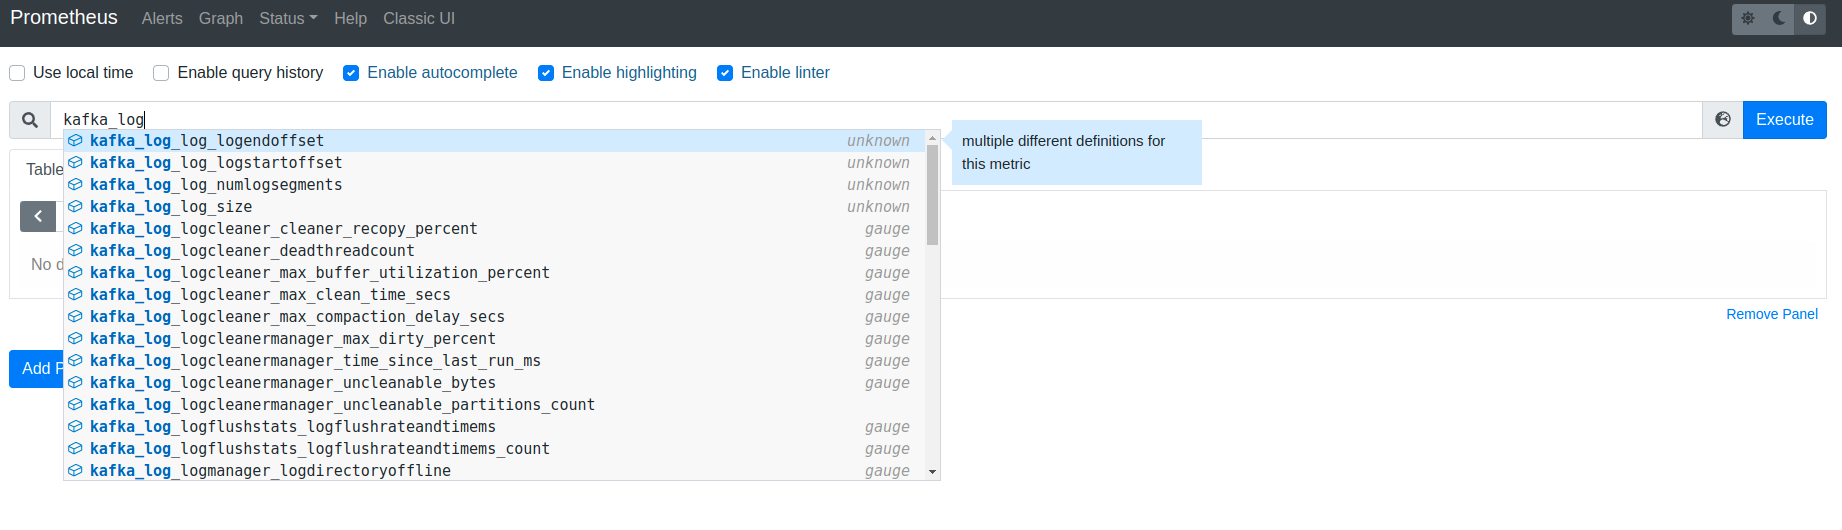 Prometheus Alerts Graph Status Help Classic UI
Use local time Enable query history Enable autocomplete Enable highlighting Enable linter
kafka_log Execute
kafka_log_log_logendoffset unknown
kafka_log_log_logstartoffset unknown
kafka_log_log_numlogsegments unknown
kafka_log_log_size unknown
kafka_log_logcleaner_cleaner_recopy_percent gauge
kafka_log_logcleaner_deadthreadcount gauge
kafka_log_logcleaner_max_buffer_utilization_percent gauge
kafka_log_logcleaner_max_clean_time_secs gauge
kafka_log_logcleaner_max_compaction_delay_secs gauge
kafka_log_logcleanermanager_max_dirty_percent gauge
kafka_log_logcleanermanager_time_since_last_run_ms gauge
kafka_log_logcleanermanager_uncleanable_bytes gauge
kafka_log_logcleanermanager_uncleanable_partitions_count
kafka_log_logflushstats_logflushrateandtimems gauge
kafka_log_logflushstats_logflushrateandtimems_count gauge
kafka_log_logmanager_logdirectoryoffline gauge
multiple different definitions for
this metric
Table
No d
Remove Panel
Add P